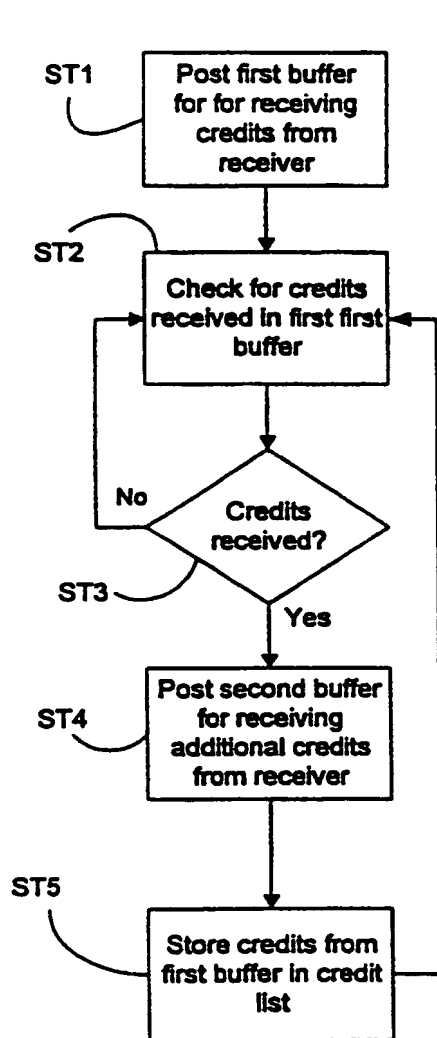 ST1
Post first buffer
for for receiving
credits from
receiver
ST2
Check for credits
received in first first
buffer
No
Credits
received?
ST3
Yes
Post second buffer
for receiving
additional credits
from receiver
ST4
ST5
Store credits from
first buffer in credit
list